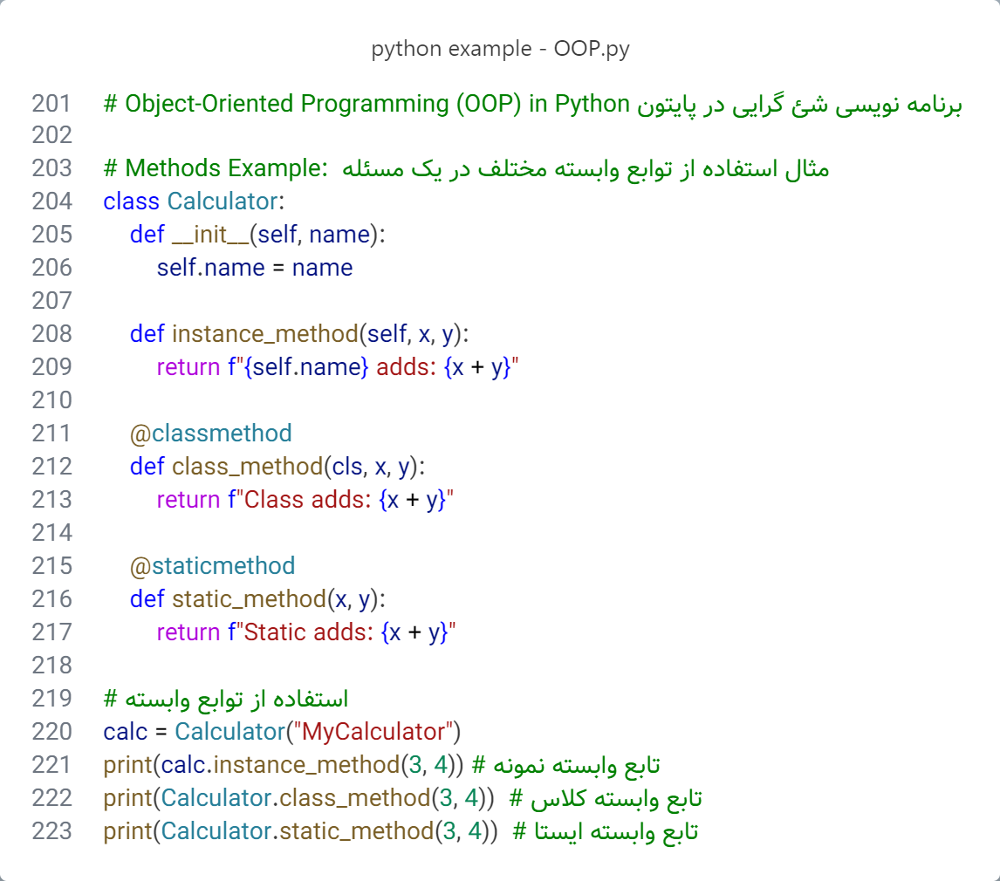 python example - OOP.py
201 # Object-Oriented Programming (OOP) in Python برنامه نویسی شئ گرایی در پایتون
202
203 # Methods Example: مثال استفاده از توابع وابسته مختلف در یک مسئله
204 class Calculator:
205     def __init__(self, name):
206         self.name = name
207
208     def instance_method(self, x, y):
209         return f"{self.name} adds: {x + y}"
210
211     @classmethod
212     def class_method(cls, x, y):
213         return f"Class adds: {x + y}"
214
215     @staticmethod
216     def static_method(x, y):
217         return f"Static adds: {x + y}"
218
219 # استفاده از توابع وابسته
220 calc = Calculator("MyCalculator")
221 print(calc.instance_method(3, 4)) # تابع وابسته نمونه
222 print(Calculator.class_method(3, 4))  # تابع وابسته کلاس
223 print(Calculator.static_method(3, 4))  # تابع وابسته ایستا